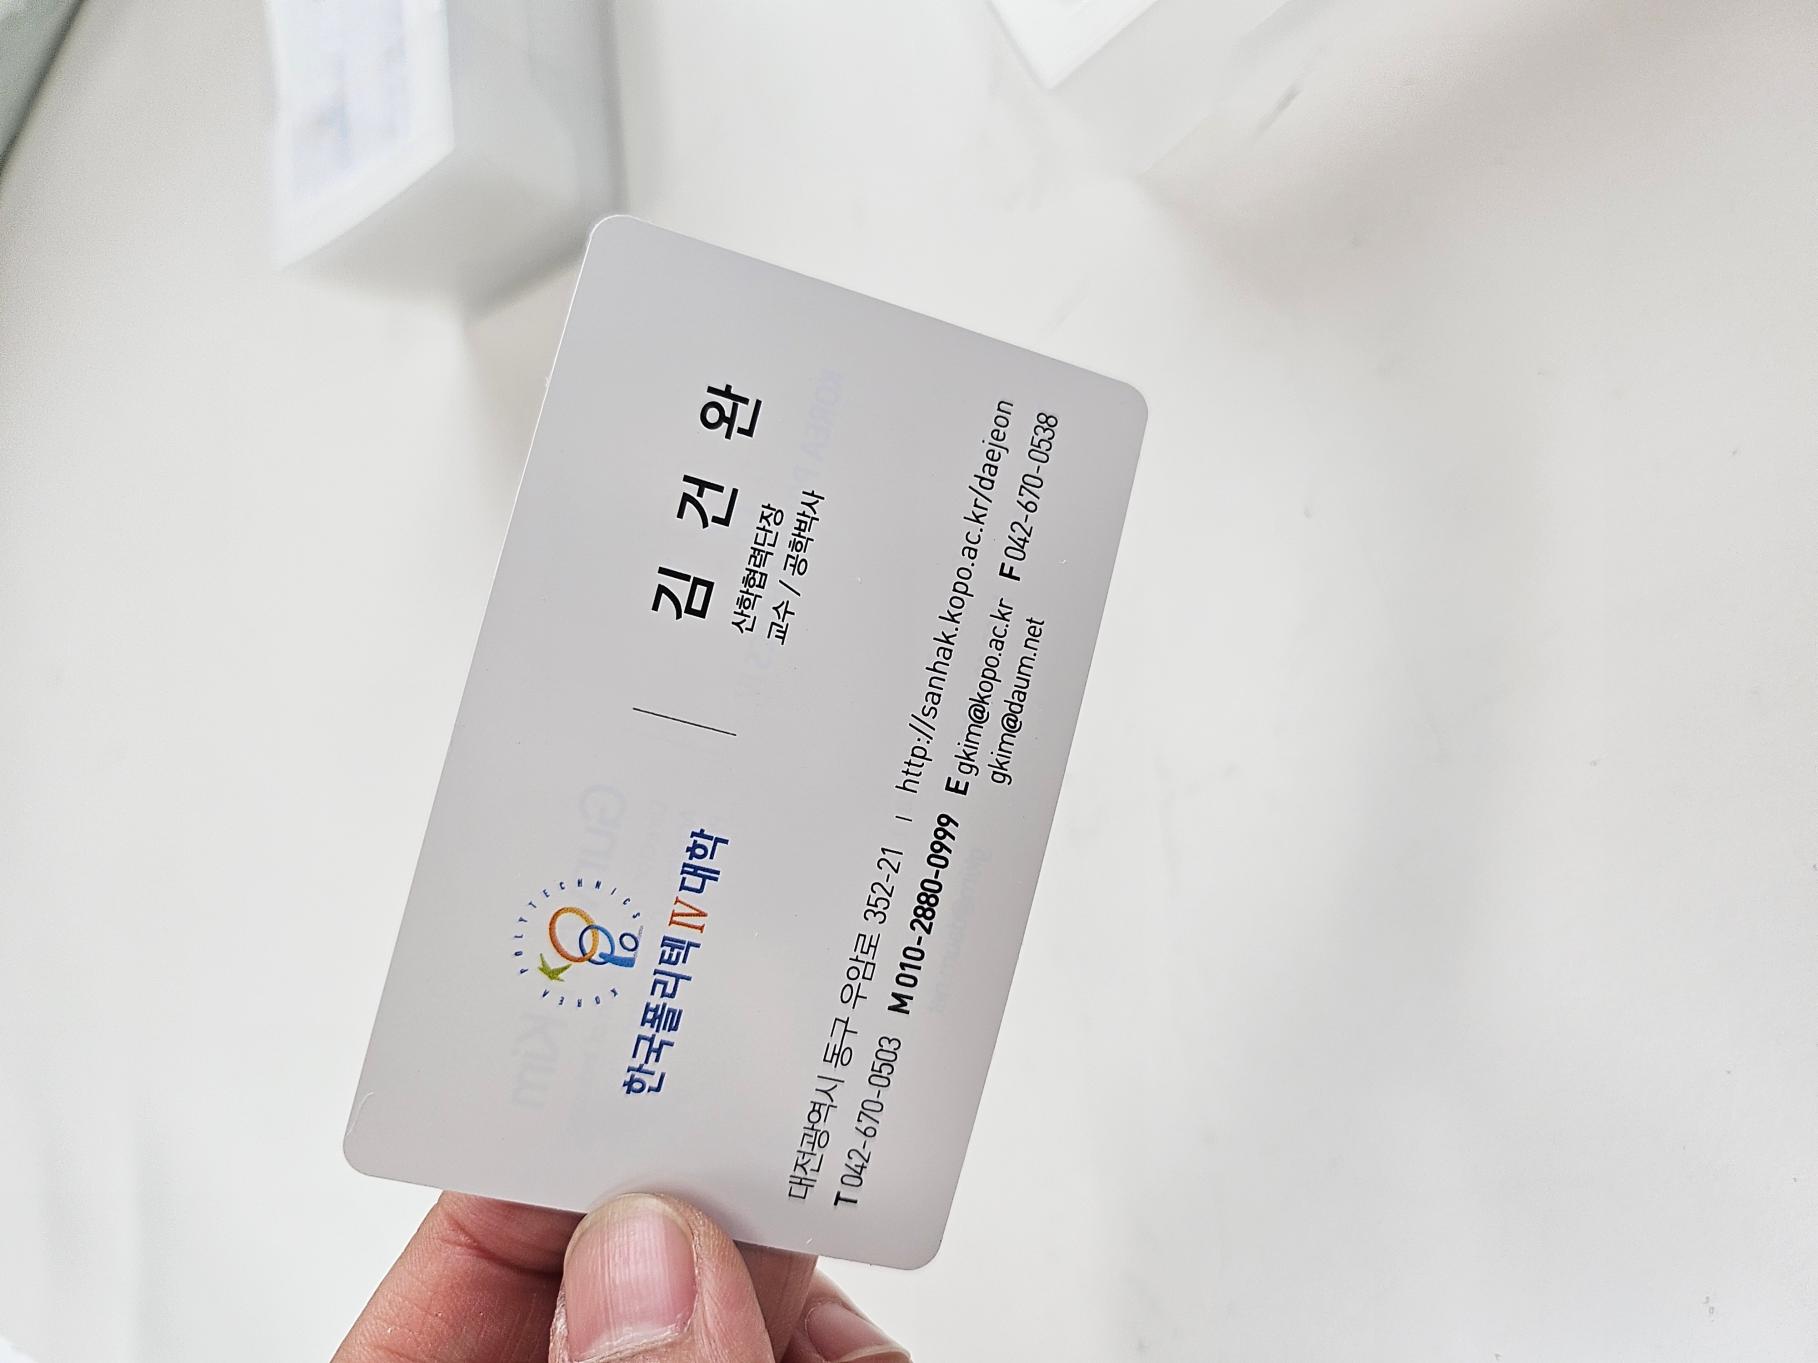 KOREA POLYTECHNICS
한국폴리텍Ⅳ대학
김건완
산학협력단장
교수 / 공학박사
대전광역시 동구 우암로 352-21 | http://sanhak.kopo.ac.kr/daejeon
T 042-670-0503 M 010-2880-0999 E gkim@kopo.ac.kr F 042-670-0538
gkim@daum.net